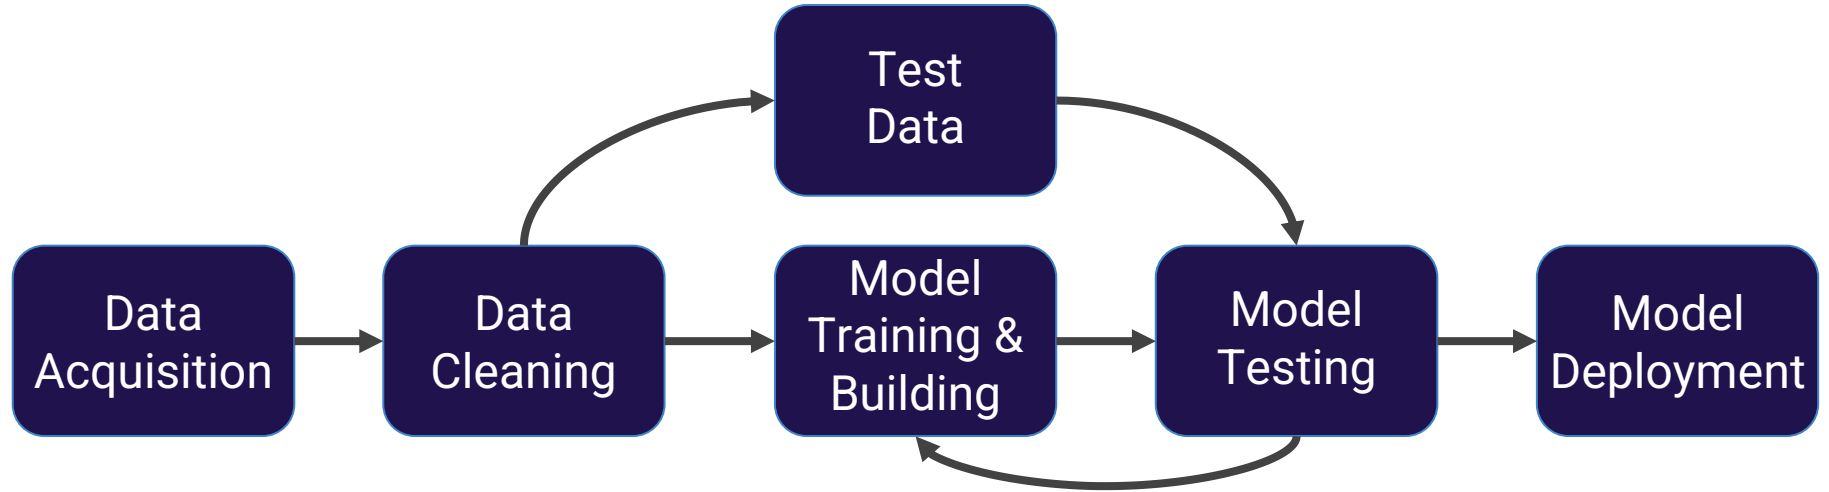 Test
Data
Data
Acquisition
Data
Cleaning
Model
Training &
Building
Model
Testing
Model
Deployment